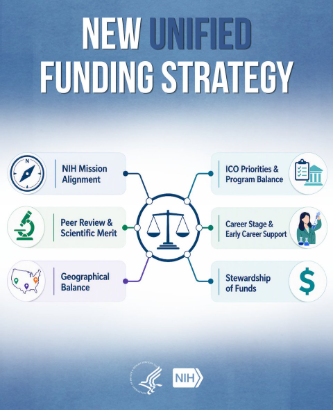 NEW UNIFIED
FUNDING STRATEGY
NIH Mission
Alignment
Peer Review &
Scientific Merit
Geographical
Balance
ICO Priorities &
Program Balance
Career Stage &
Early Career Support
Stewardship
of Funds
N
$
NIH